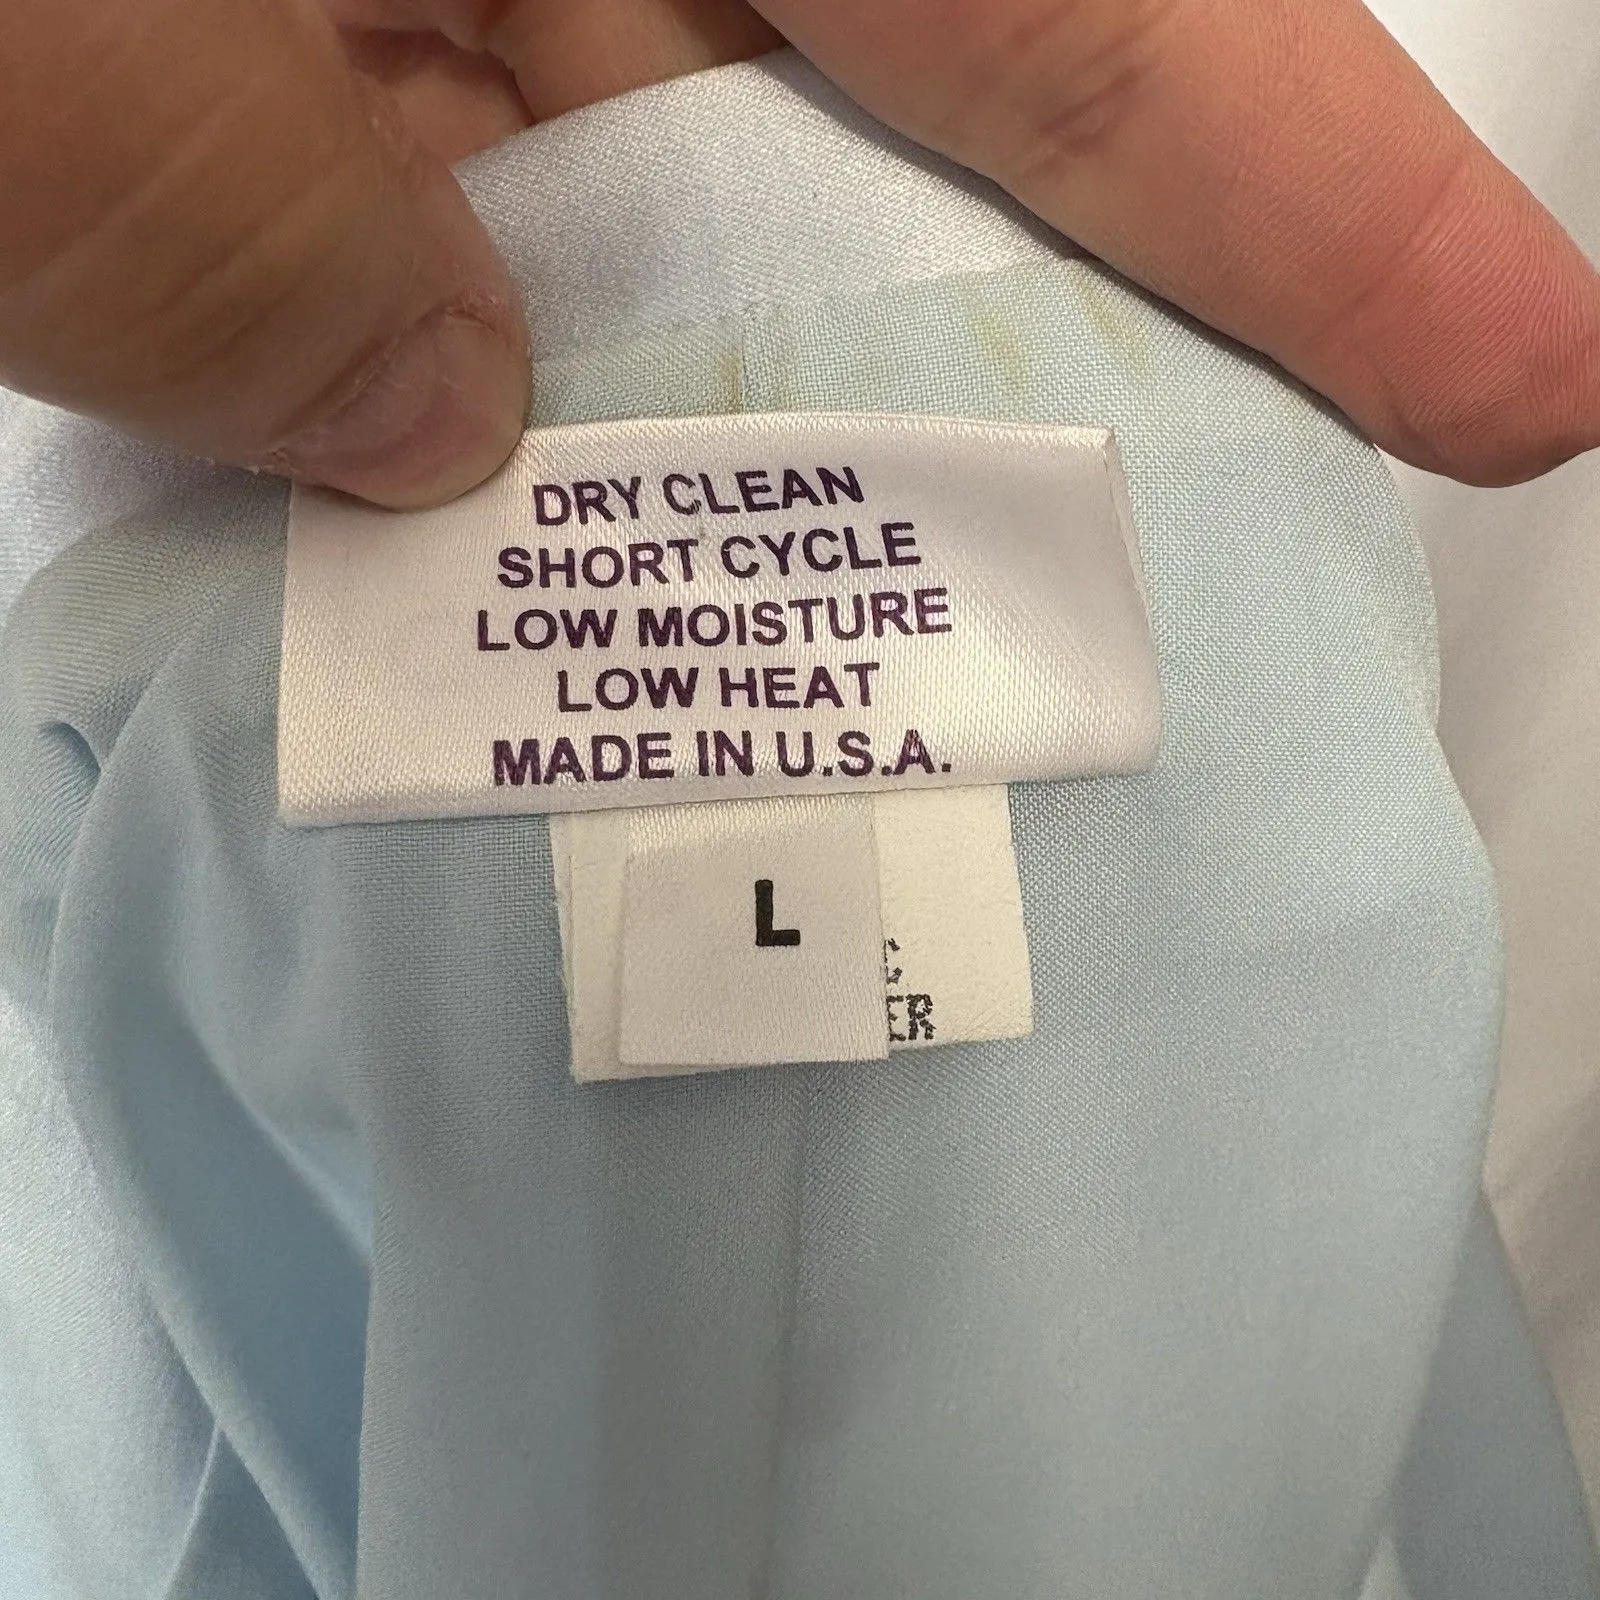 DRY CLEAN
SHORT CYCLE
LOW MOISTURE
LOW HEAT
MADE IN U.S.A.
L